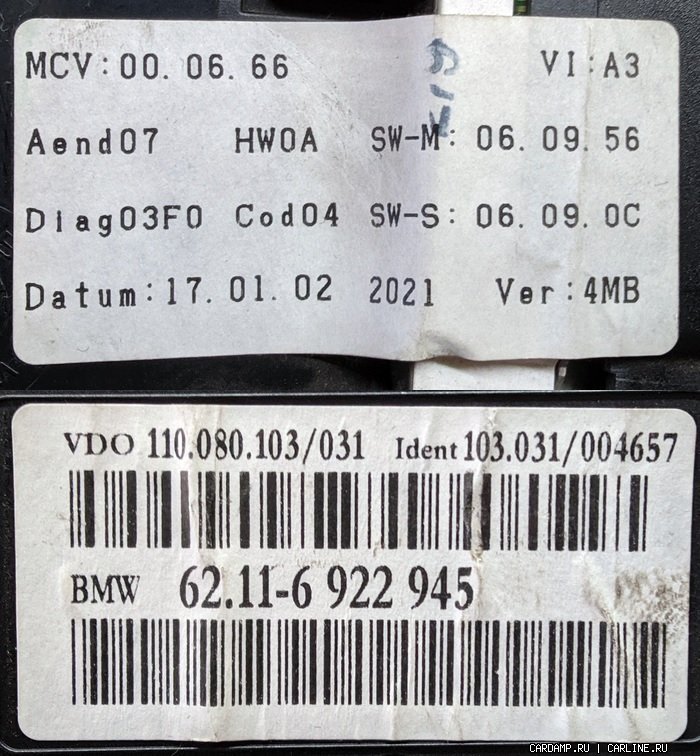 MCV:00. 06. 66 VI:A3
Aend07 HW0A SW-M: 06. 09. 56
Diag03F0 Cod04 SW-S: 06. 09. 0C
Datum:17. 01. 02 2021 Ver:4MB
VDO 110.080.103/031 Ident 103.031/004657
BMW 62.11-6 922 945
CARDAMP.RU | CARLINE.RU